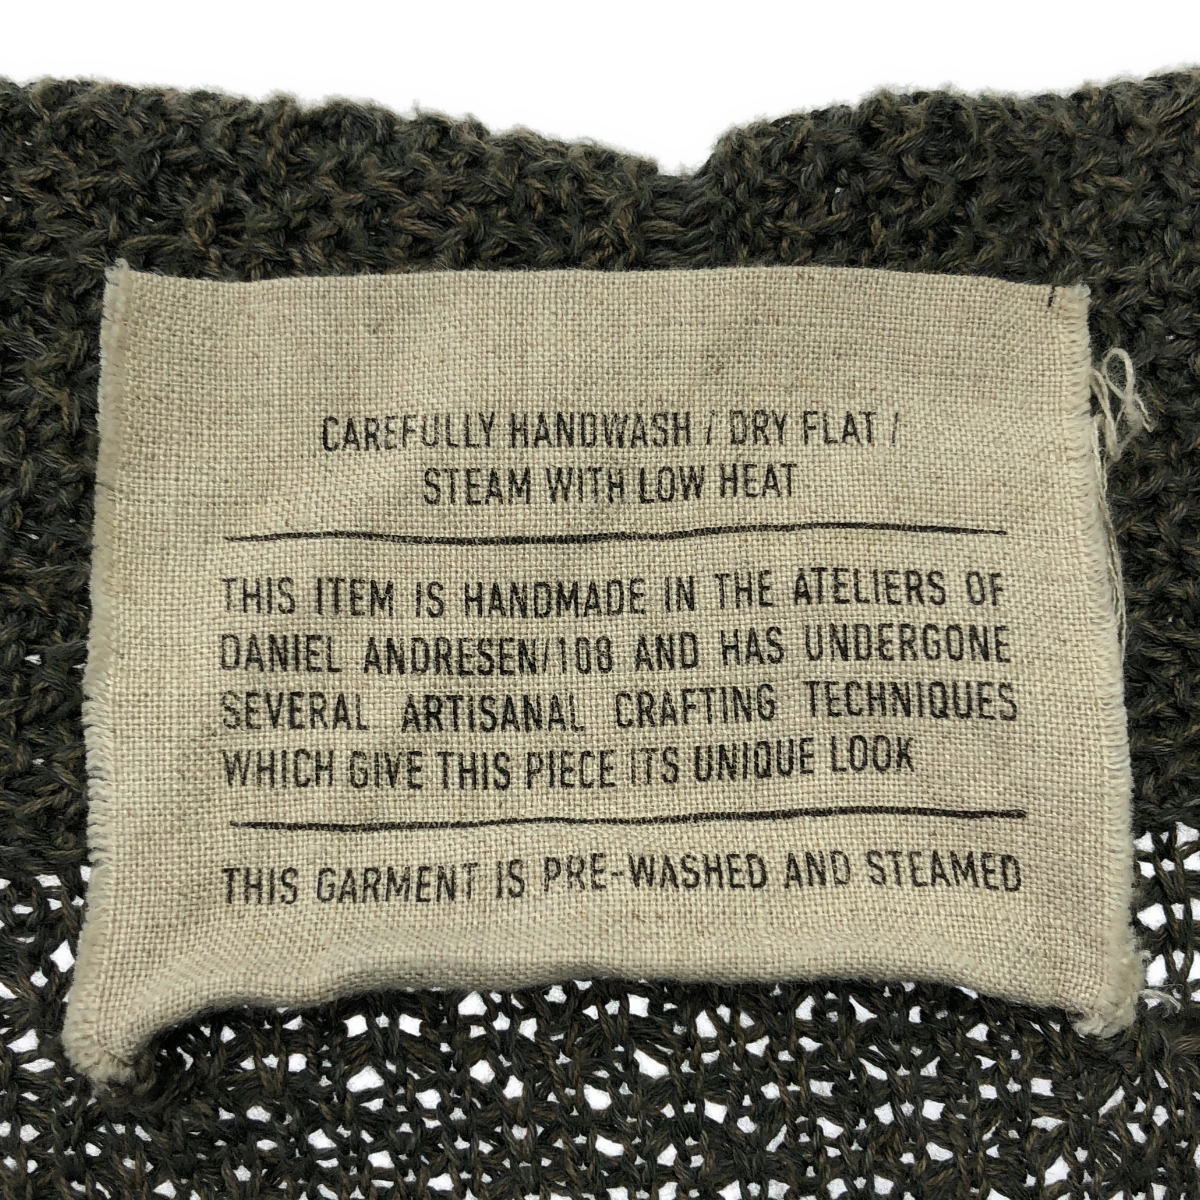 CAREFULLY HANDWASH / DRY FLAT /
STEAM WITH LOW HEAT
THIS ITEM IS HANDMADE IN THE ATELIERS OF
DANIEL ANDRESEN/108 AND HAS UNDERGONE
SEVERAL ARTISANAL CRAFTING TECHNIQUES
WHICH GIVE THIS PIECE ITS UNIQUE LOOK
THIS GARMENT IS PRE-WASHED AND STEAMED